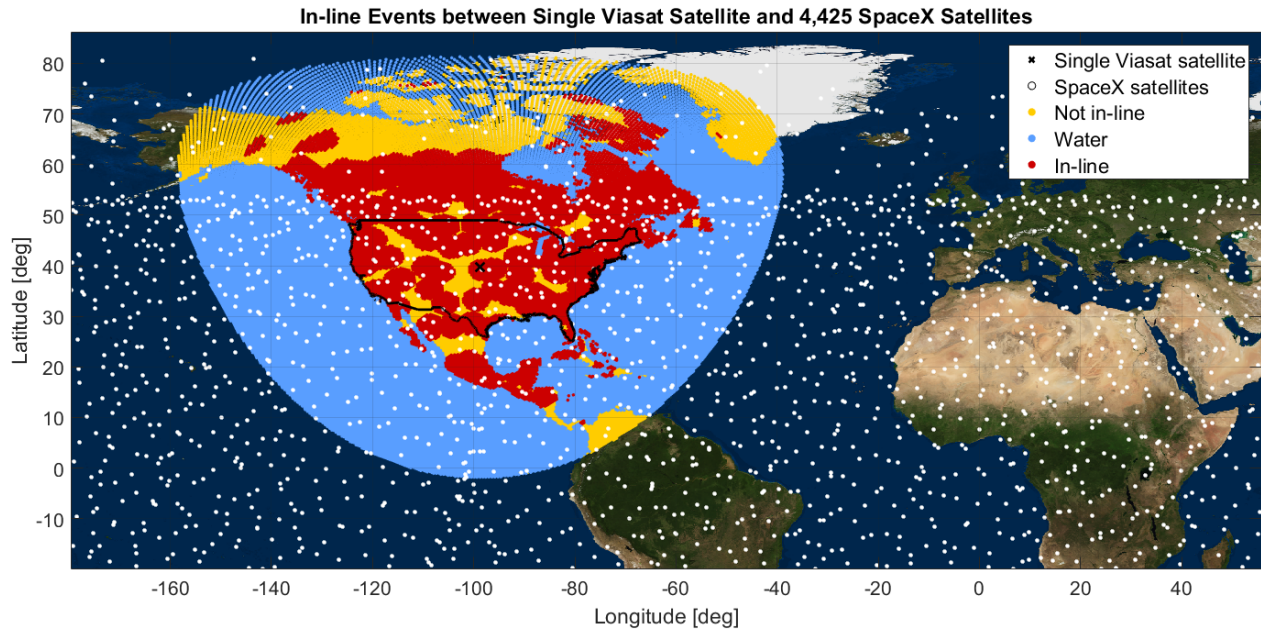 In-line Events between Single Viasat Satellite and 4,425 SpaceX Satellites
Single Viasat satellite
SpaceX satellites
Not in-line
Water
In-line
Latitude [deg]
80
70
60
50
40
30
20
10
0
-10
-160
-140
-120
-100
-80
-60
-40
-20
0
20
40
Longitude [deg]